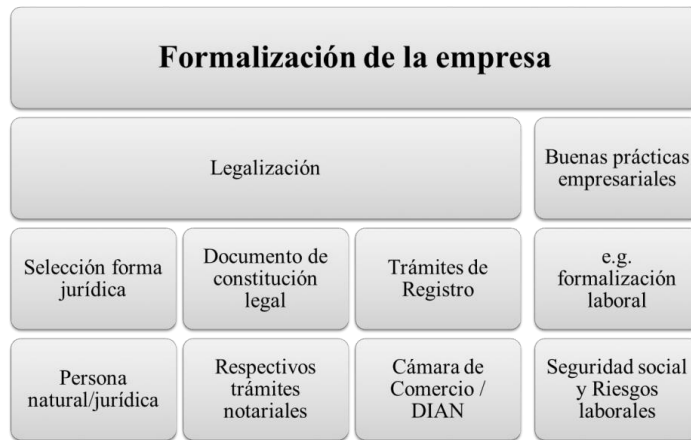 Formalización de la empresa
Legalización
Buenas prácticas
empresariales
Selección forma
jurídica
Documento de
constitución
legal
Trámites de
Registro
e.g.
formalización
laboral
Persona
natural/jurídica
Respectivos
trámites
notariales
Cámara de
Comercio /
DIAN
Seguridad social
y Riesgos
laborales